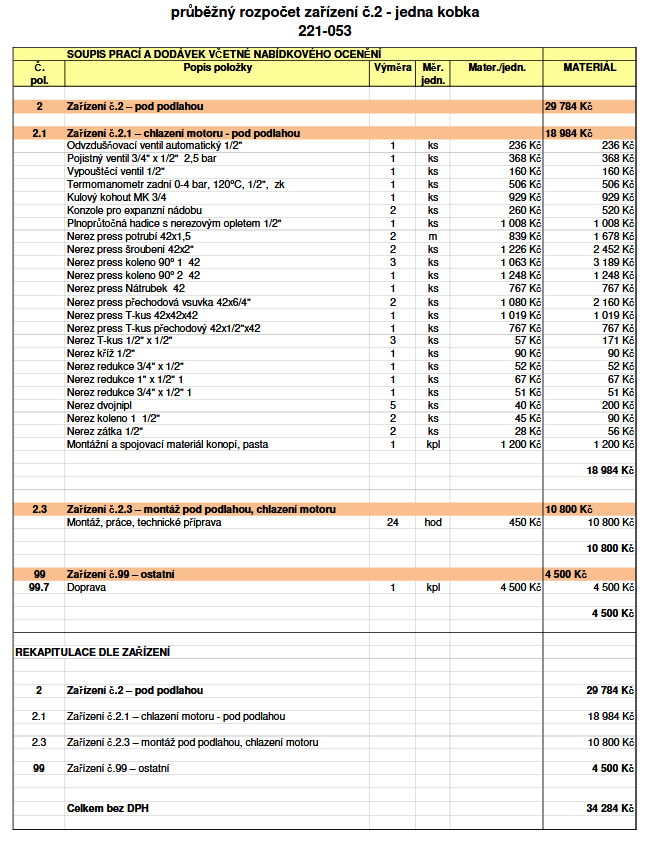 průběžný rozpočet zařízení č.2 - jedna kobka
221-053
SOUPIS PRACÍ A DODÁVEK VČETNĚ NABÍDKOVÉHO OCENĚNÍ
Č. pol. Popis položky Výměra Měr. jedn. Mater./jedn. MATERIÁL
2 Zařízení č.2 – pod podlahou 29 784 Kč
2.1 Zařízení č.2.1 – chlazení motoru - pod podlahou 18 984 Kč
Odvzdušňovací ventil automatický 1/2" 1 ks 236 Kč 236 Kč
Pojistný ventil 3/4" x 1/2" 2,5 bar 1 ks 368 Kč 368 Kč
Vypouštěcí ventil 1/2" 1 ks 160 Kč 160 Kč
Termomanometr zadní 0-4 bar, 120ºC, 1/2", zk 1 ks 506 Kč 506 Kč
Kulový kohout MK 3/4 1 ks 929 Kč 929 Kč
Konzole pro expanzní nádobu 2 ks 260 Kč 520 Kč
Plnoprůtočná hadice s nerezovým opletem 1/2" 1 ks 1 008 Kč 1 008 Kč
Nerez press potrubí 42x1,5 2 m 839 Kč 1 678 Kč
Nerez press šroubení 42x2" 2 ks 1 226 Kč 2 452 Kč
Nerez press koleno 90º 1 42 3 ks 1 063 Kč 3 189 Kč
Nerez press koleno 90º 2 42 1 ks 1 248 Kč 1 248 Kč
Nerez press Nátrubek 42 1 ks 767 Kč 767 Kč
Nerez press přechodová vsuvka 42x6/4" 2 ks 1 080 Kč 2 160 Kč
Nerez press T-kus 42x42x42 1 ks 1 019 Kč 1 019 Kč
Nerez press T-kus přechodový 42x1/2"x42 1 ks 767 Kč 767 Kč
Nerez T-kus 1/2" x 1/2" 3 ks 57 Kč 171 Kč
Nerez kříž 1/2" 1 ks 90 Kč 90 Kč
Nerez redukce 3/4" x 1/2" 1 ks 52 Kč 52 Kč
Nerez redukce 1" x 1/2" 1 1 ks 67 Kč 67 Kč
Nerez redukce 3/4" x 1/2" 1 1 ks 51 Kč 51 Kč
Nerez dvojnipl 5 ks 40 Kč 200 Kč
Nerez koleno 1 1/2" 2 ks 45 Kč 90 Kč
Nerez zátka 1/2" 2 ks 28 Kč 56 Kč
Montážní a spojovací materiál konopí, pasta 1 kpl 1 200 Kč 1 200 Kč
18 984 Kč
2.3 Zařízení č.2.3 – montáž pod podlahou, chlazení motoru 10 800 Kč
Montáž, práce, technické příprava 24 hod 450 Kč 10 800 Kč
10 800 Kč
99 Zařízení č.99 – ostatní 4 500 Kč
99.7 Doprava 1 kpl 4 500 Kč 4 500 Kč
4 500 Kč
REKAPITULACE DLE ZAŘÍZENÍ
2 Zařízení č.2 – pod podlahou 29 784 Kč
2.1 Zařízení č.2.1 – chlazení motoru - pod podlahou 18 984 Kč
2.3 Zařízení č.2.3 – montáž pod podlahou, chlazení motoru 10 800 Kč
99 Zařízení č.99 – ostatní 4 500 Kč
Celkem bez DPH 34 284 Kč